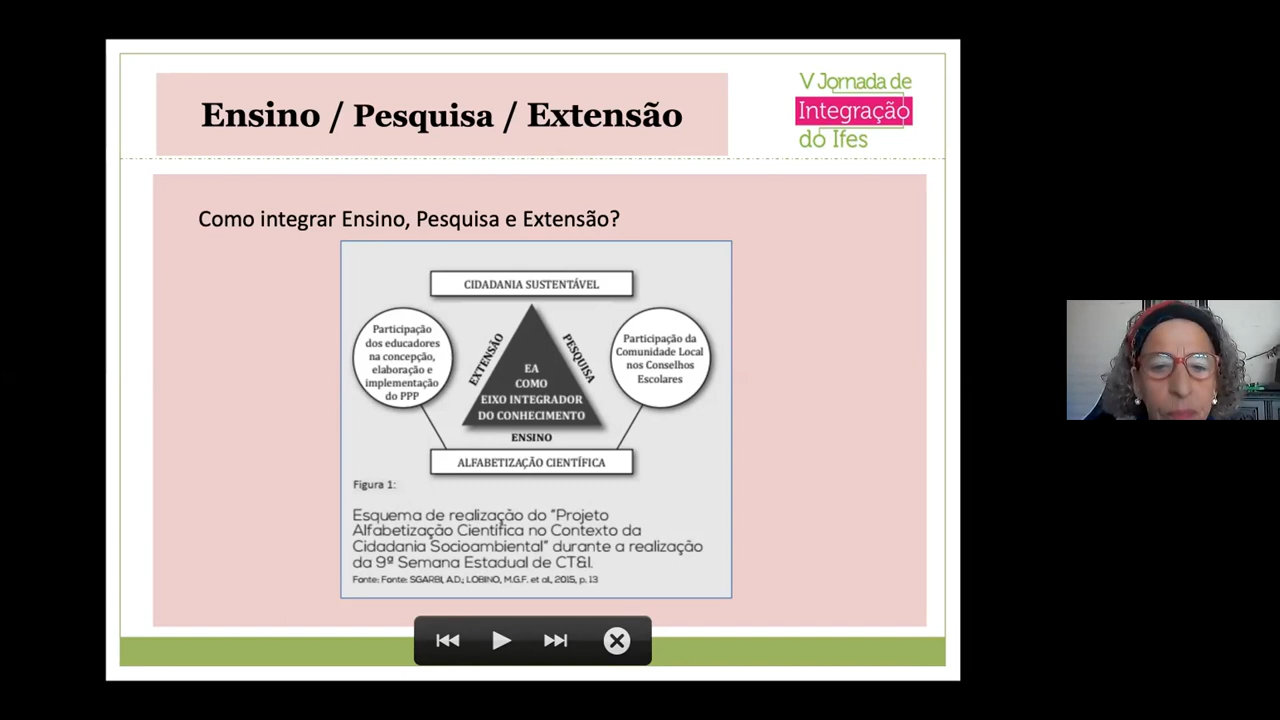 Ensino / Pesquisa / Extensão
V Jornada de
Integração
do Ifes
Como integrar Ensino, Pesquisa e Extensão?
CIDADANIA SUSTENTÁVEL
Participação
dos educadores
na concepção,
elaboração e
implementação
do PPP
EXTENSÃO
PESQUISA
Participação da
Comunidade Local
nos Conselhos
Escolares
EA
COMO
EIXO INTEGRADOR
DO CONHECIMENTO
ENSINO
ALFABETIZAÇÃO CIENTÍFICA
Figura 1:
Esquema de realização do "Projeto
Alfabetização Científica no Contexto da
Cidadania Socioambiental" durante a realização
da 9ª Semana Estadual de CT&I.
Fonte: Fonte: SGARBI, A.D.; LOBINO, M.G.F. et al., 2015, p. 13